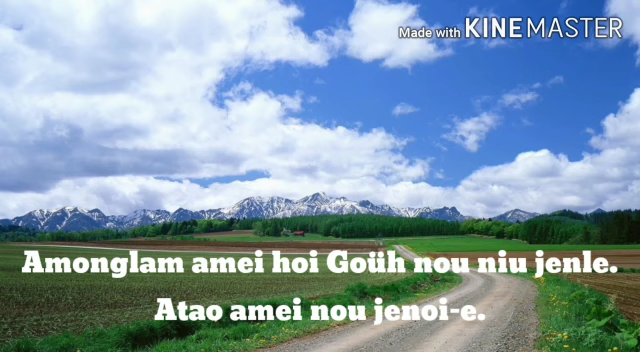 Made with KINEMASTER
Amonglam amei hoi Goüh nou niu jenle.
Atao amei nou jenoi-e.